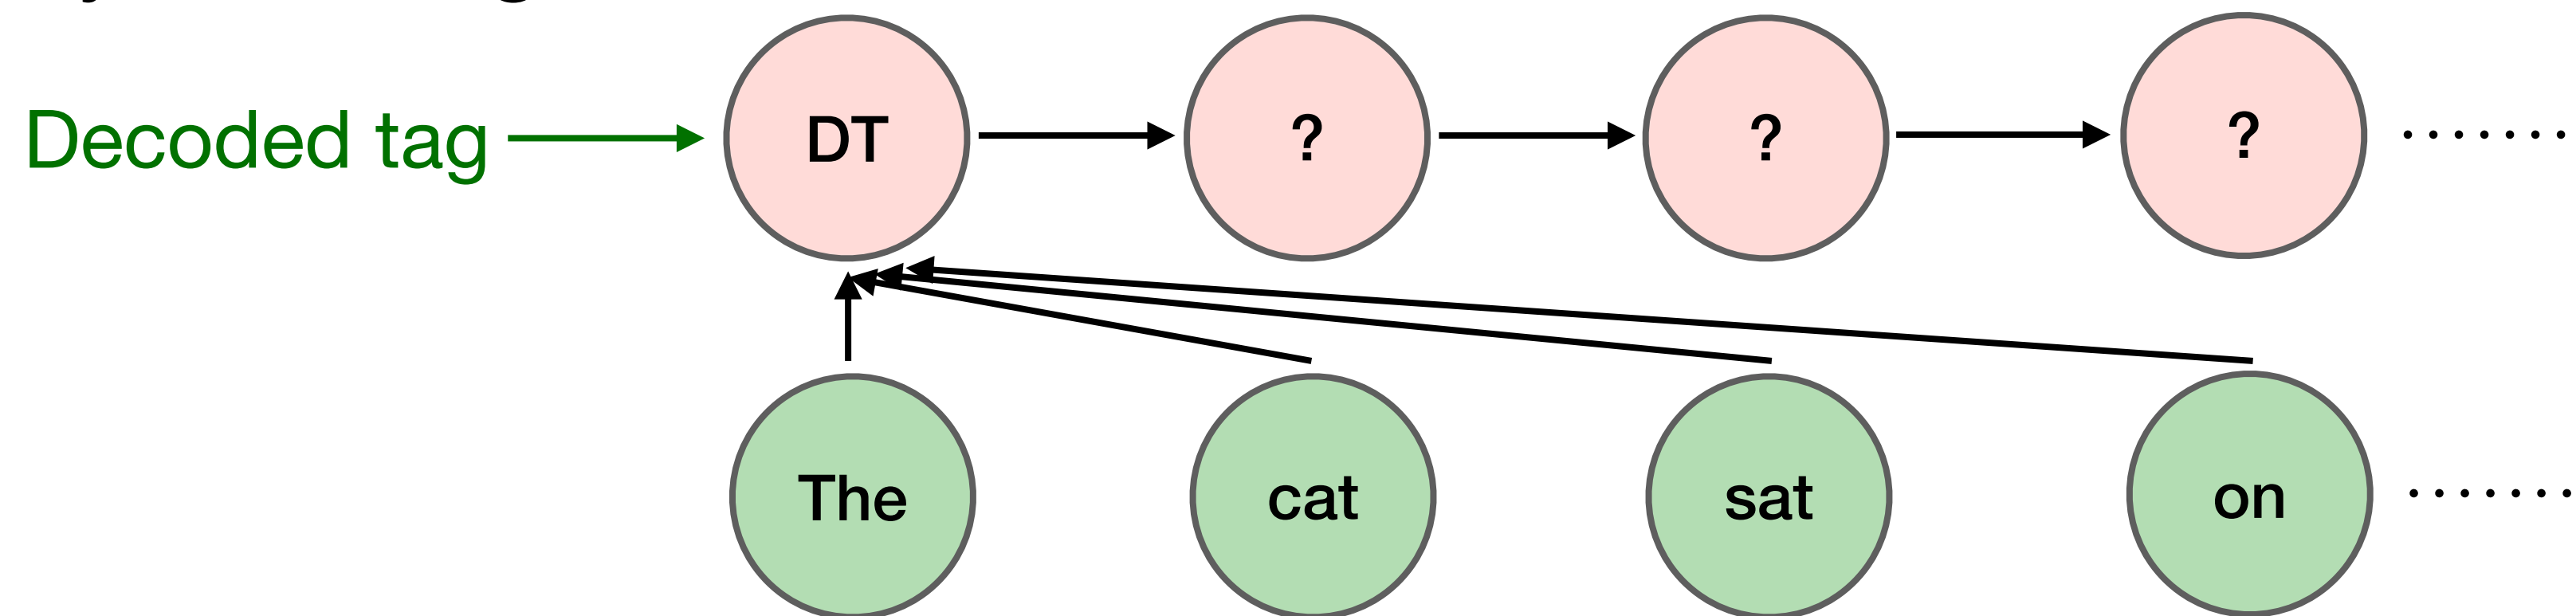 Decoded tag DT ? ? ? .......
The cat sat on .......